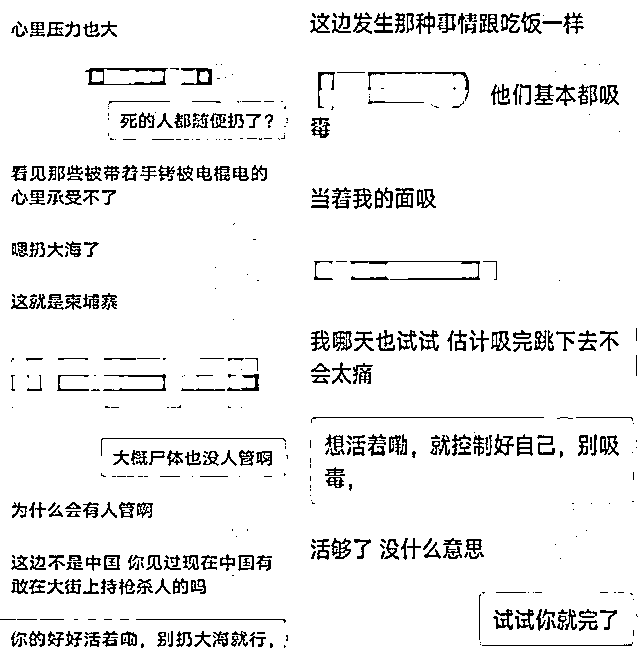 心里压力也大
死的人都随便扔了？
看见那些被带着手铐被电棍电的
心里承受不了
嗯扔大海了
这就是柬埔寨
大概尸体也没人管啊
为什么会有人管啊
这边不是中国 你见过现在中国有
敢在大街上持枪杀人的吗
你的好好活着嘞，别扔大海就行，
这边发生那种事情跟吃饭一样
他们基本都吸
毒
当着我的面吸
我哪天也试试 估计吸完跳下去不
会太痛
想活着嘞，就控制好自己，别吸
毒，
活够了 没什么意思
试试你就完了